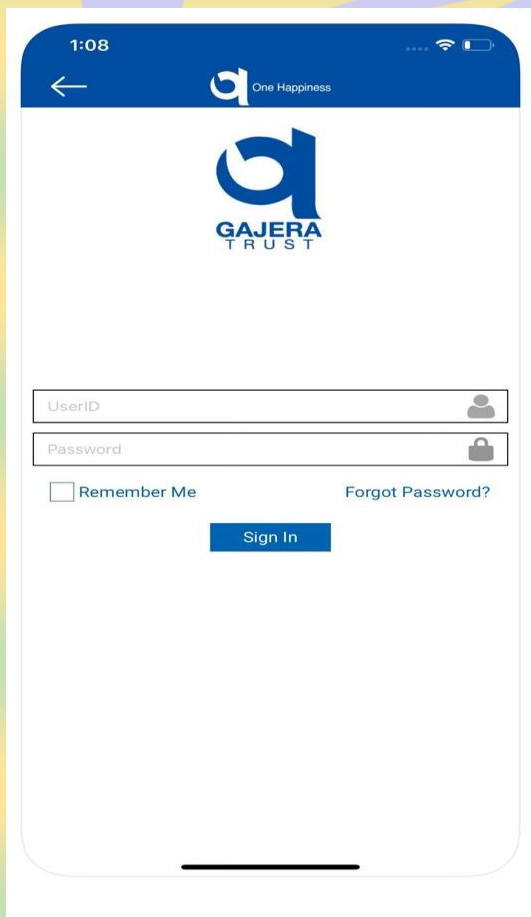 1:08
One Happiness
GAJERA
TRUST
UserID
Password
Remember Me
Forgot Password?
Sign In